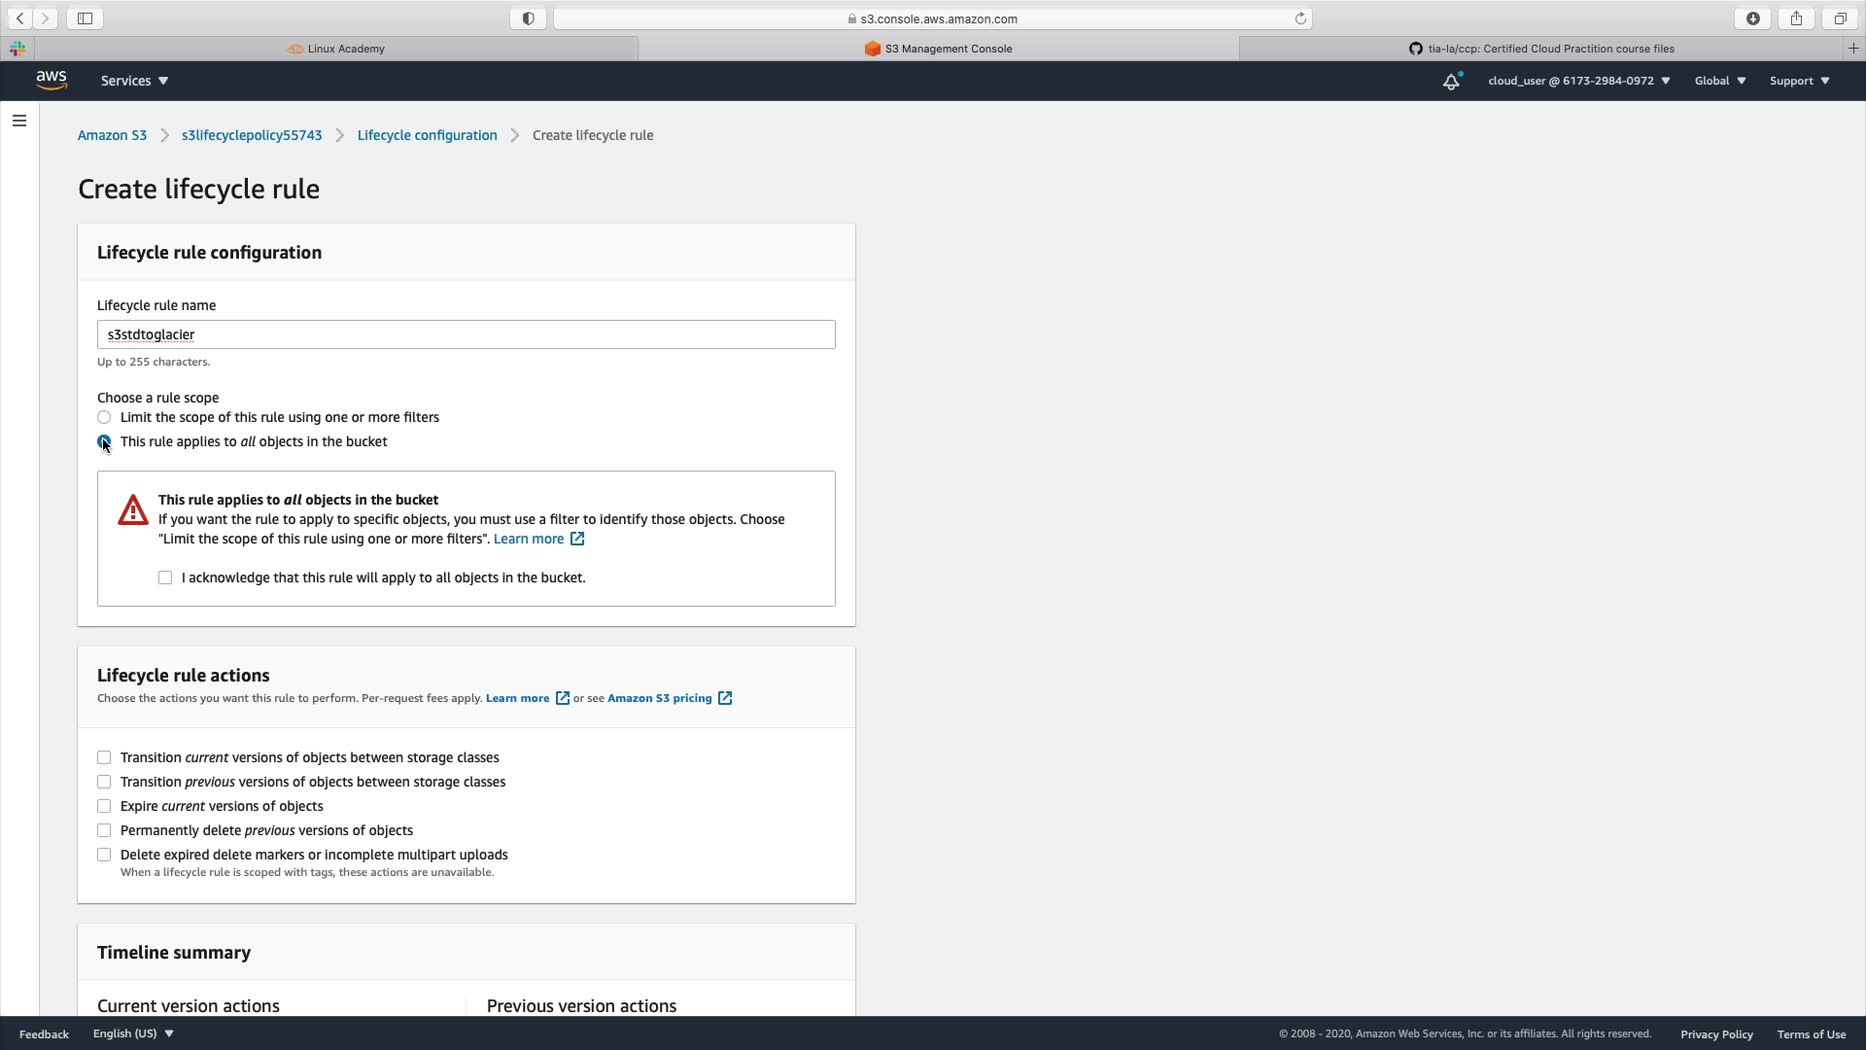 s3.console.aws.amazon.com
Linux Academy
S3 Management Console
tia-la/ccp: Certified Cloud Practition course files
aws
Services
cloud_user @ 6173-2984-0972
Global
Support
Amazon S3
s3lifecyclepolicy55743
Lifecycle configuration
Create lifecycle rule
Create lifecycle rule
Lifecycle rule configuration
Lifecycle rule name
s3stdtoglacier
Up to 255 characters.
Choose a rule scope
Limit the scope of this rule using one or more filters
This rule applies to all objects in the bucket
This rule applies to all objects in the bucket
If you want the rule to apply to specific objects, you must use a filter to identify those objects. Choose
"Limit the scope of this rule using one or more filters". Learn more
I acknowledge that this rule will apply to all objects in the bucket.
Lifecycle rule actions
Choose the actions you want this rule to perform. Per-request fees apply. Learn more or see Amazon S3 pricing
Transition current versions of objects between storage classes
Transition previous versions of objects between storage classes
Expire current versions of objects
Permanently delete previous versions of objects
Delete expired delete markers or incomplete multipart uploads
When a lifecycle rule is scoped with tags, these actions are unavailable.
Timeline summary
Current version actions
Previous version actions
Feedback
English (US)
© 2008 - 2020, Amazon Web Services, Inc. or its affiliates. All rights reserved.
Privacy Policy
Terms of Use